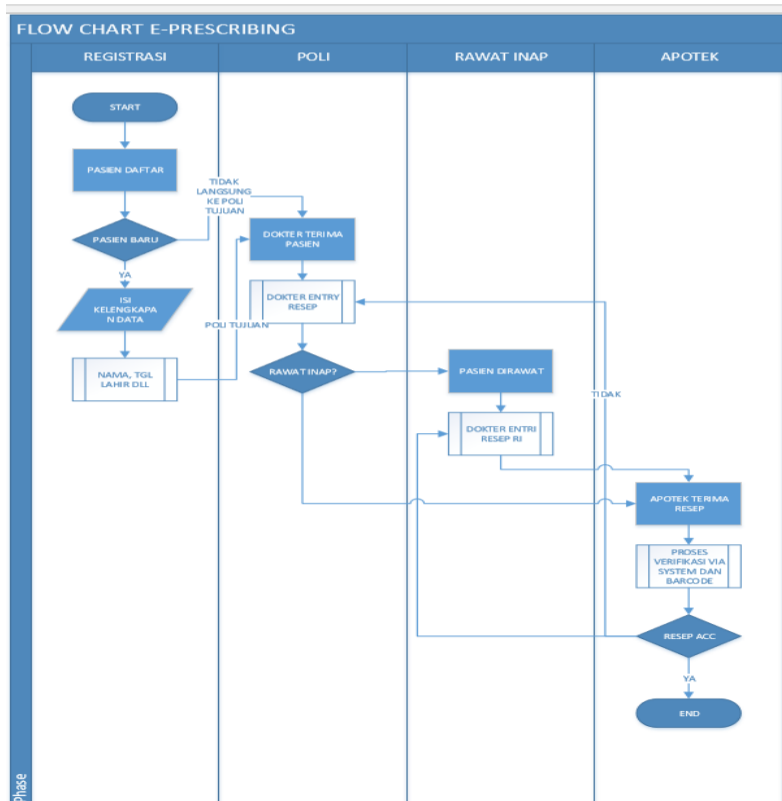 FLOW CHART E-PRESCRIBING
REGISTRASI
POLI
RAWAT INAP
APOTEK
START
PASIEN DAFTAR
TIDAK
LANGSUNG
KE POLI
TUJUAN
PASIEN BARU
DOKTER TERIMA
PASIEN
YA
ISI
KELENGKAPA
N DATA
DOKTER ENTRY
RESEP
POLI TUJUAN
NAMA, TGL
LAHIR DLL
RAWAT INAP?
PASIEN DIRAWAT
TIDAK
DOKTER ENTRI
RESEP RI
APOTEK TERIMA
RESEP
PROSES
VERIFIKASI VIA
SYSTEM DAN
BARCODE
RESEP ACC
YA
END
Phase